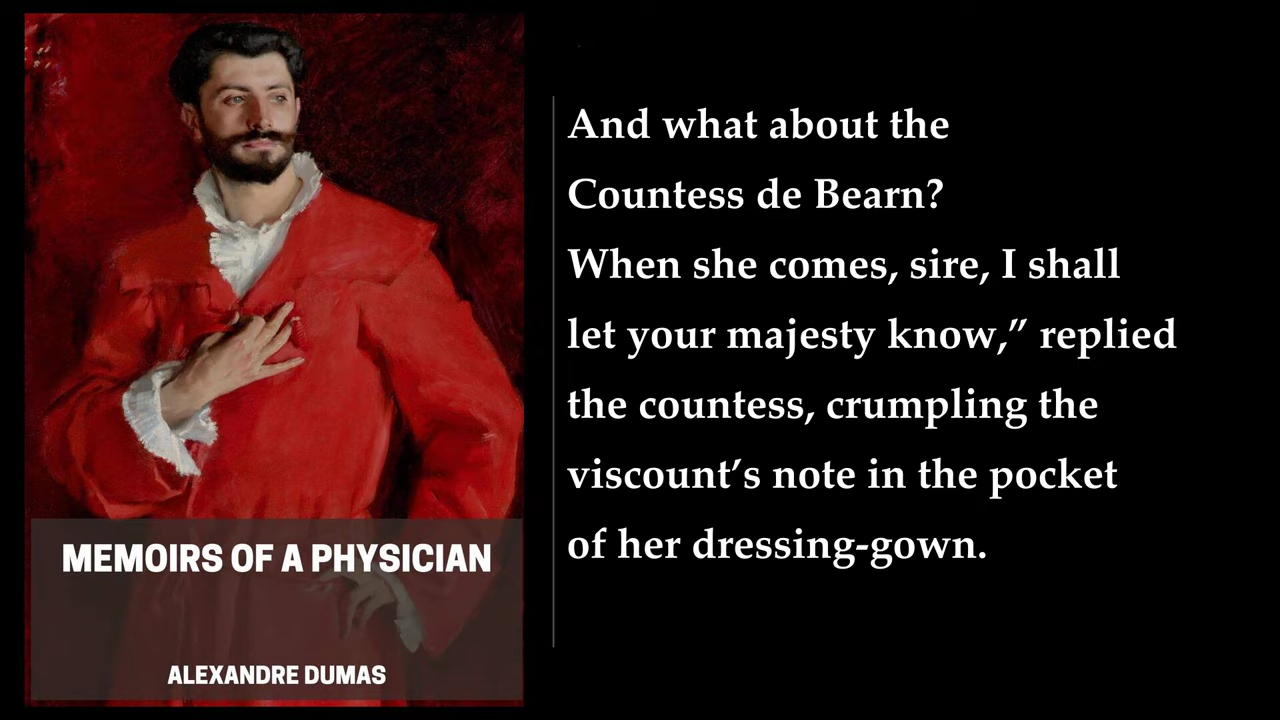 MEMOIRS OF A PHYSICIAN
ALEXANDRE DUMAS
And what about the
Countess de Bearn?
When she comes, sire, I shall
let your majesty know,” replied
the countess, crumpling the
viscount’s note in the pocket
of her dressing-gown.